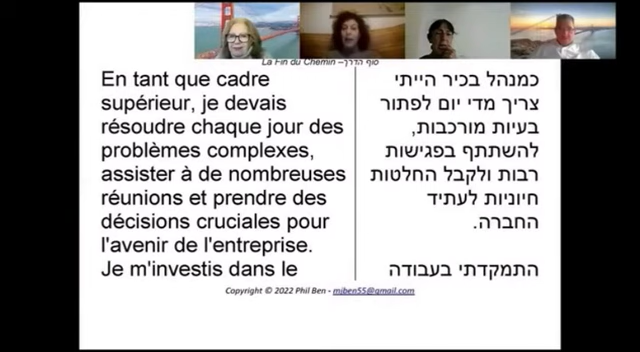 La Fin du Chemin –סוף הדרך
En tant que cadre
supérieur, je devais
résoudre chaque jour des
problèmes complexes,
assister à de nombreuses
réunions et prendre des
décisions cruciales pour
l'avenir de l'entreprise.
Je m'investis dans le
כמנהל בכיר הייתי
צריך מדי יום לפתור
בעיות מורכבות,
להשתתף בפגישות
רבות ולקבל החלטות
חיוניות לעתיד
החברה.
התמקדתי בעבודה
Copyright © 2022 Phil Ben - miben55@gmail.com